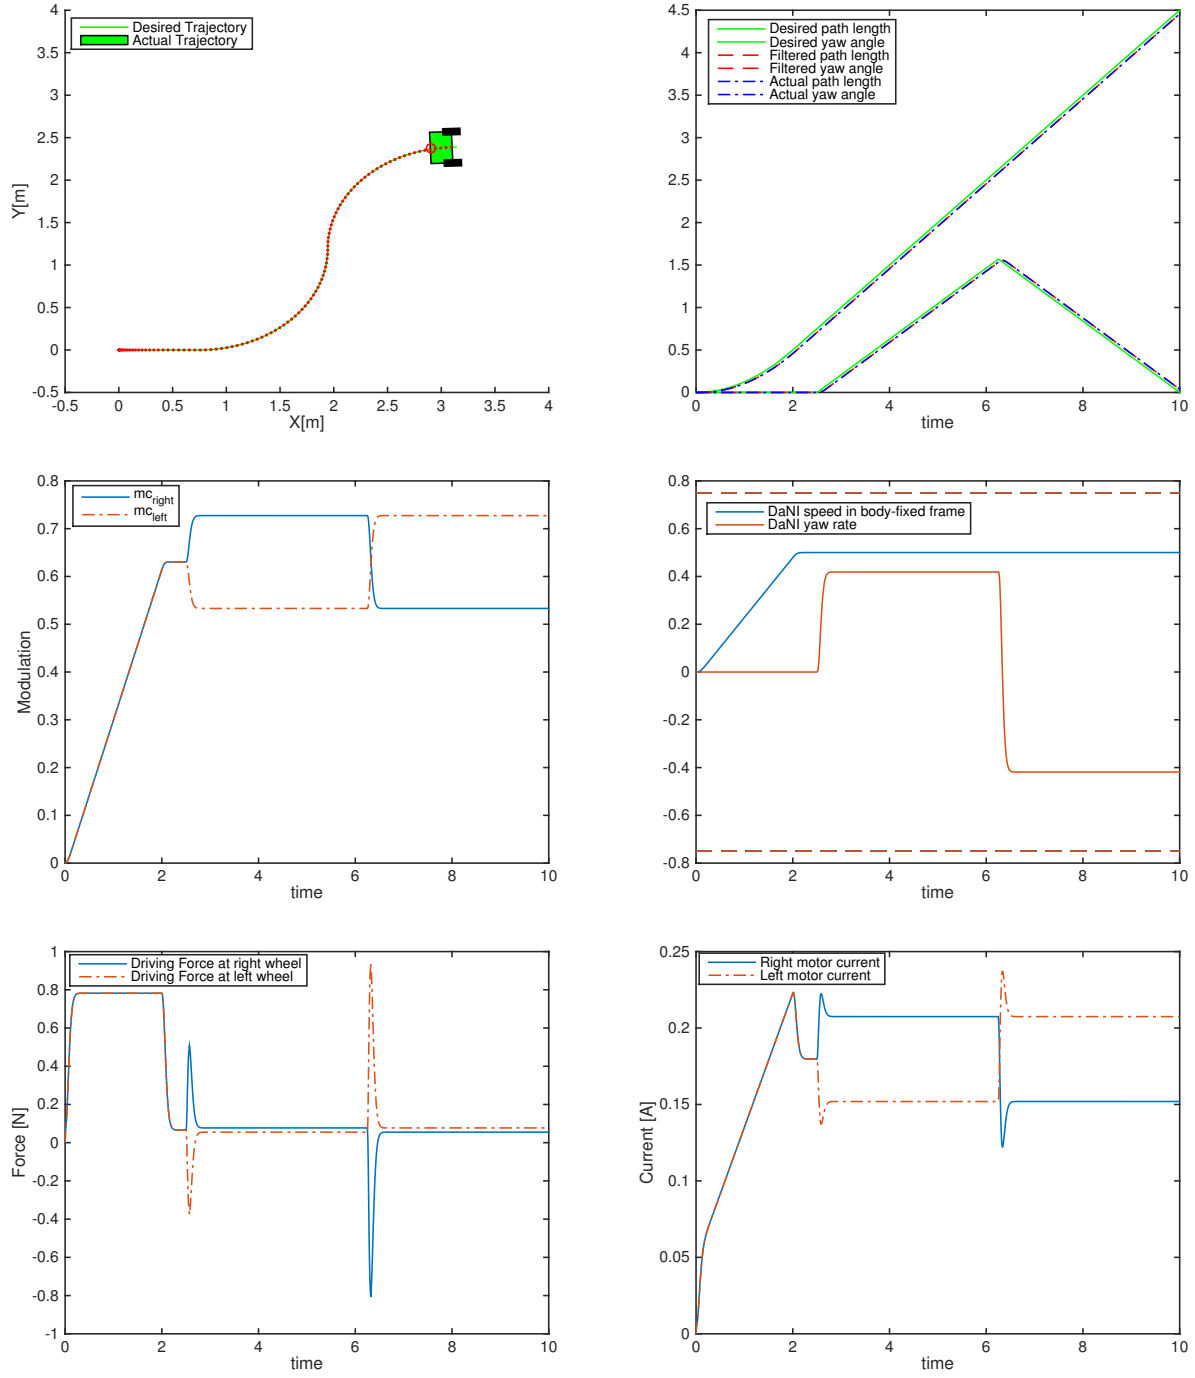 Desired Trajectory
Actual Trajectory
4
3.5
3
2.5
2
1.5
1
0.5
0
-0.5
Y[m]
-0.5 0 0.5 1 1.5 2 2.5 3 3.5 4
X[m]
Desired path length
Desired yaw angle
Filtered path length
Filtered yaw angle
Actual path length
Actual yaw angle
4.5
4
3.5
3
2.5
2
1.5
1
0.5
0
0 2 4 6 8 10
time
mc_right
mc_left
0.8
0.7
0.6
0.5
0.4
0.3
0.2
0.1
0
Modulation
0 2 4 6 8 10
time
DaNI speed in body-fixed frame
DaNI yaw rate
0.8
0.6
0.4
0.2
0
-0.2
-0.4
-0.6
-0.8
0 2 4 6 8 10
time
Driving Force at right wheel
Driving Force at left wheel
1
0.8
0.6
0.4
0.2
0
-0.2
-0.4
-0.6
-0.8
-1
Force [N]
0 2 4 6 8 10
time
Right motor current
Left motor current
0.25
0.2
0.15
0.1
0.05
0
Current [A]
0 2 4 6 8 10
time